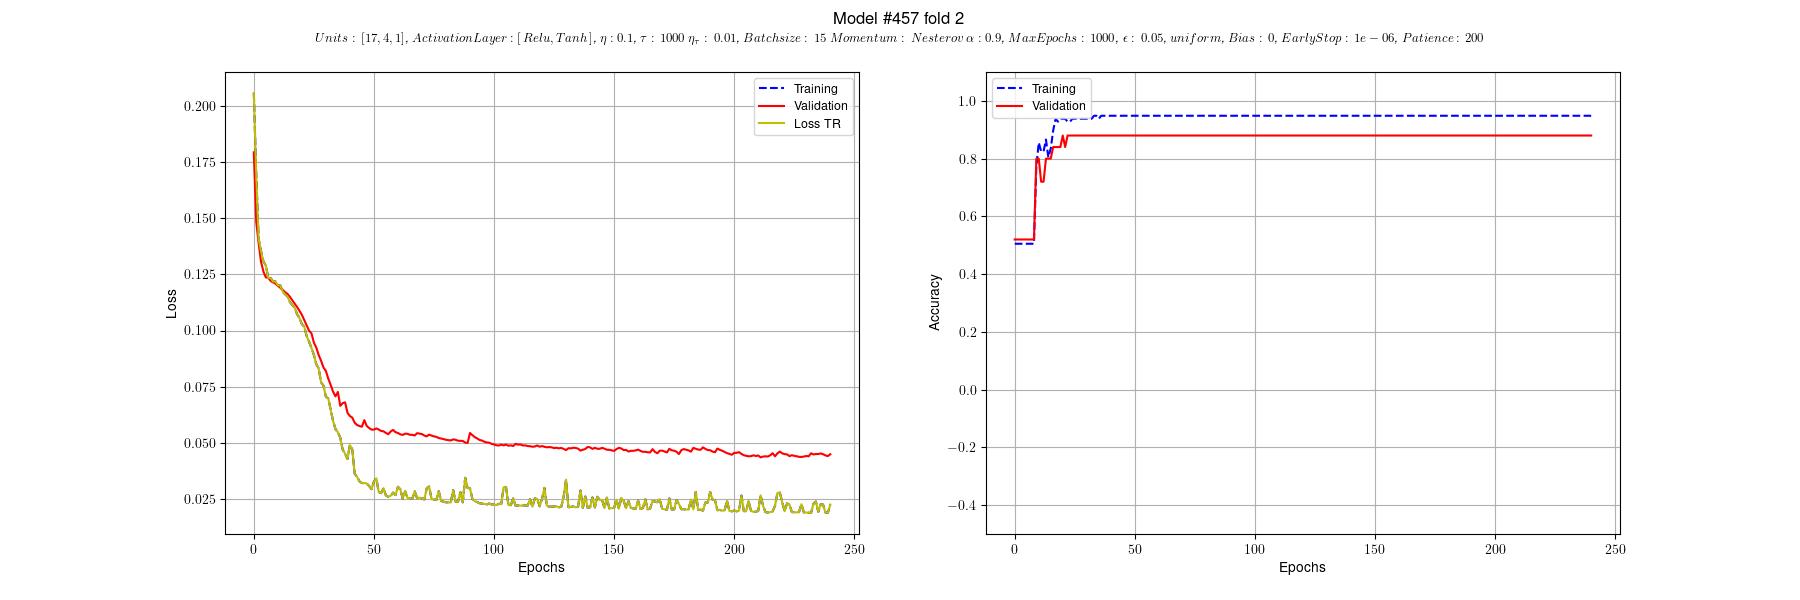 Model #457 fold 2
Units : [17, 4, 1], ActivationLayer : [ Relu, Tanh ], η : 0.1, τ : 1000 ητ : 0.01, Batchsize : 15 Momentum : Nesterov α : 0.9, MaxEpochs : 1000, ϵ : 0.05, uniform, Bias : 0, EarlyStop : 1e − 06, Patience : 200
Training
Validation
Loss TR
0.200
0.175
0.150
0.125
0.100
0.075
0.050
0.025
Loss
0
50
100
150
200
250
Epochs
Training
Validation
1.0
0.8
0.6
0.4
0.2
0.0
−0.2
−0.4
Accuracy
0
50
100
150
200
250
Epochs